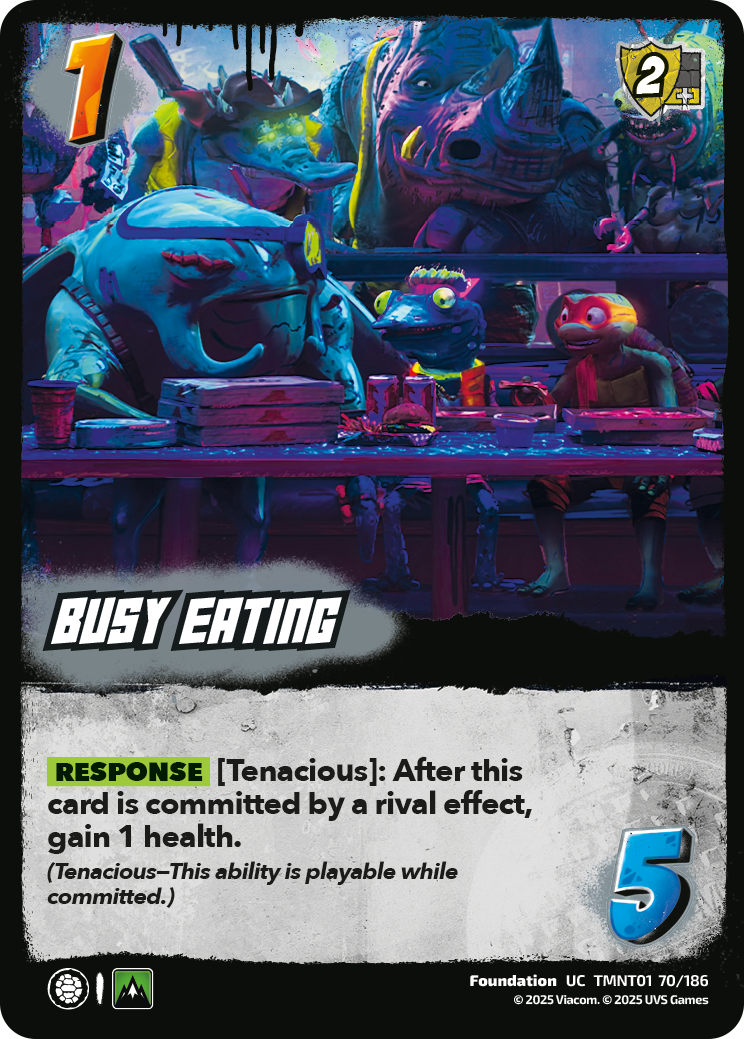 1
2
BUSY EATING
RESPONSE [Tenacious]: After this
card is committed by a rival effect,
gain 1 health.
(Tenacious—This ability is playable while
committed.)
5
Foundation UC TMNT01 70/186
© 2025 Viacom. © 2025 UVS Games